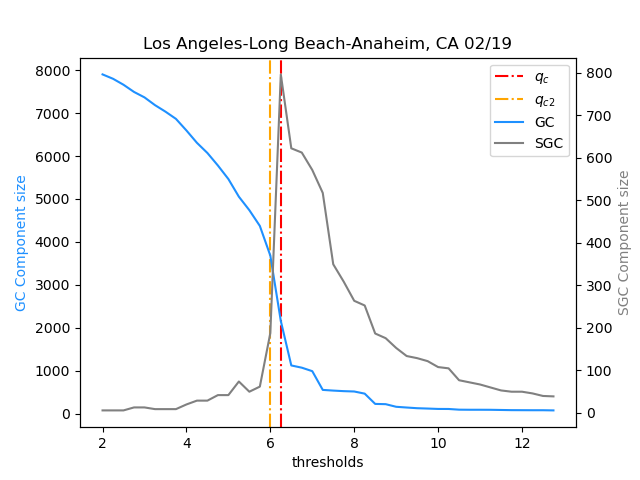 Los Angeles-Long Beach-Anaheim, CA 02/19
8000
7000
6000
5000
4000
3000
2000
1000
0
GC Component size
800
700
600
500
400
300
200
100
0
SGC Component size
q_c
q_{c2}
GC
SGC
2 4 6 8 10 12
thresholds